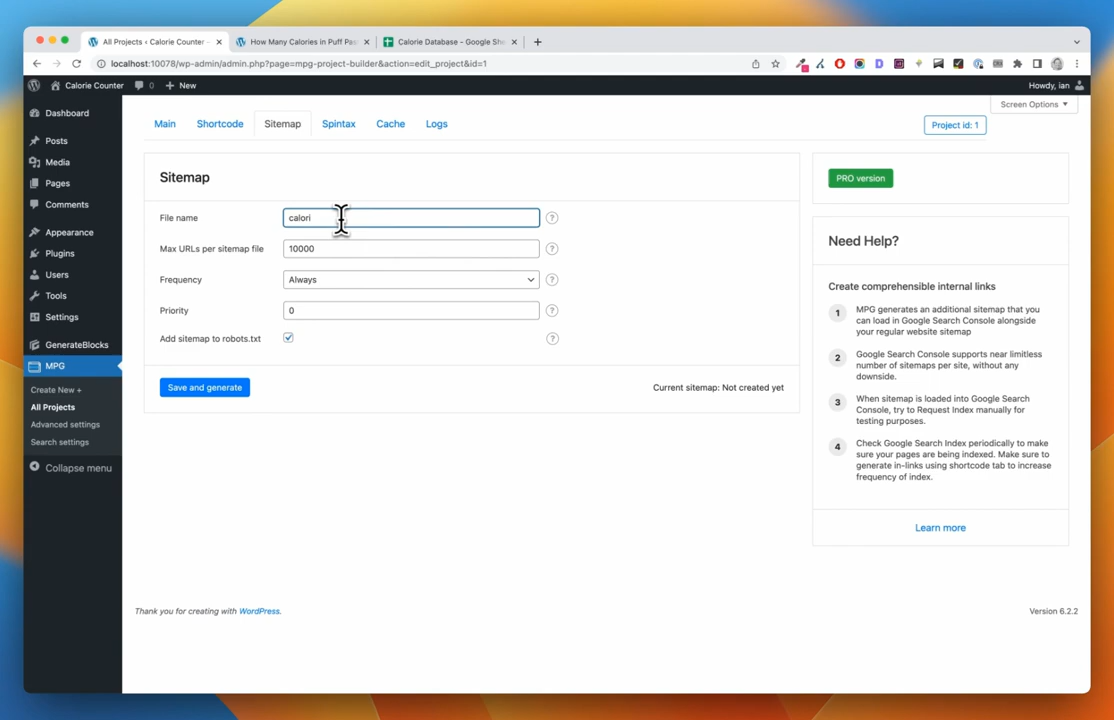 All Projects ‹ Calorie Counter -
How Many Calories in Puff Pas
Calorie Database - Google She
localhost:10078/wp-admin/admin.php?page=mpg-project-builder&action=edit_project&id=1
Calorie Counter
0
New
Howdy, ian
Screen Options
Dashboard
Posts
Media
Pages
Comments
Appearance
Plugins
Users
Tools
Settings
GenerateBlocks
MPG
Create New +
All Projects
Advanced settings
Search settings
Collapse menu
Main
Shortcode
Sitemap
Spintax
Cache
Logs
Project id: 1
Sitemap
File name
calori
?
Max URLs per sitemap file
10000
?
Frequency
Always
?
Priority
0
?
Add sitemap to robots.txt
?
Save and generate
Current sitemap: Not created yet
PRO version
Need Help?
Create comprehensible internal links
1
MPG generates an additional sitemap that you
can load in Google Search Console alongside
your regular website sitemap
2
Google Search Console supports near limitless
number of sitemaps per site, without any
downside.
3
When sitemap is loaded into Google Search
Console, try to Request Index manually for
testing purposes.
4
Check Google Search Index periodically to make
sure your pages are being indexed. Make sure to
generate in-links using shortcode tab to increase
frequency of index.
Learn more
Thank you for creating with WordPress.
Version 6.2.2